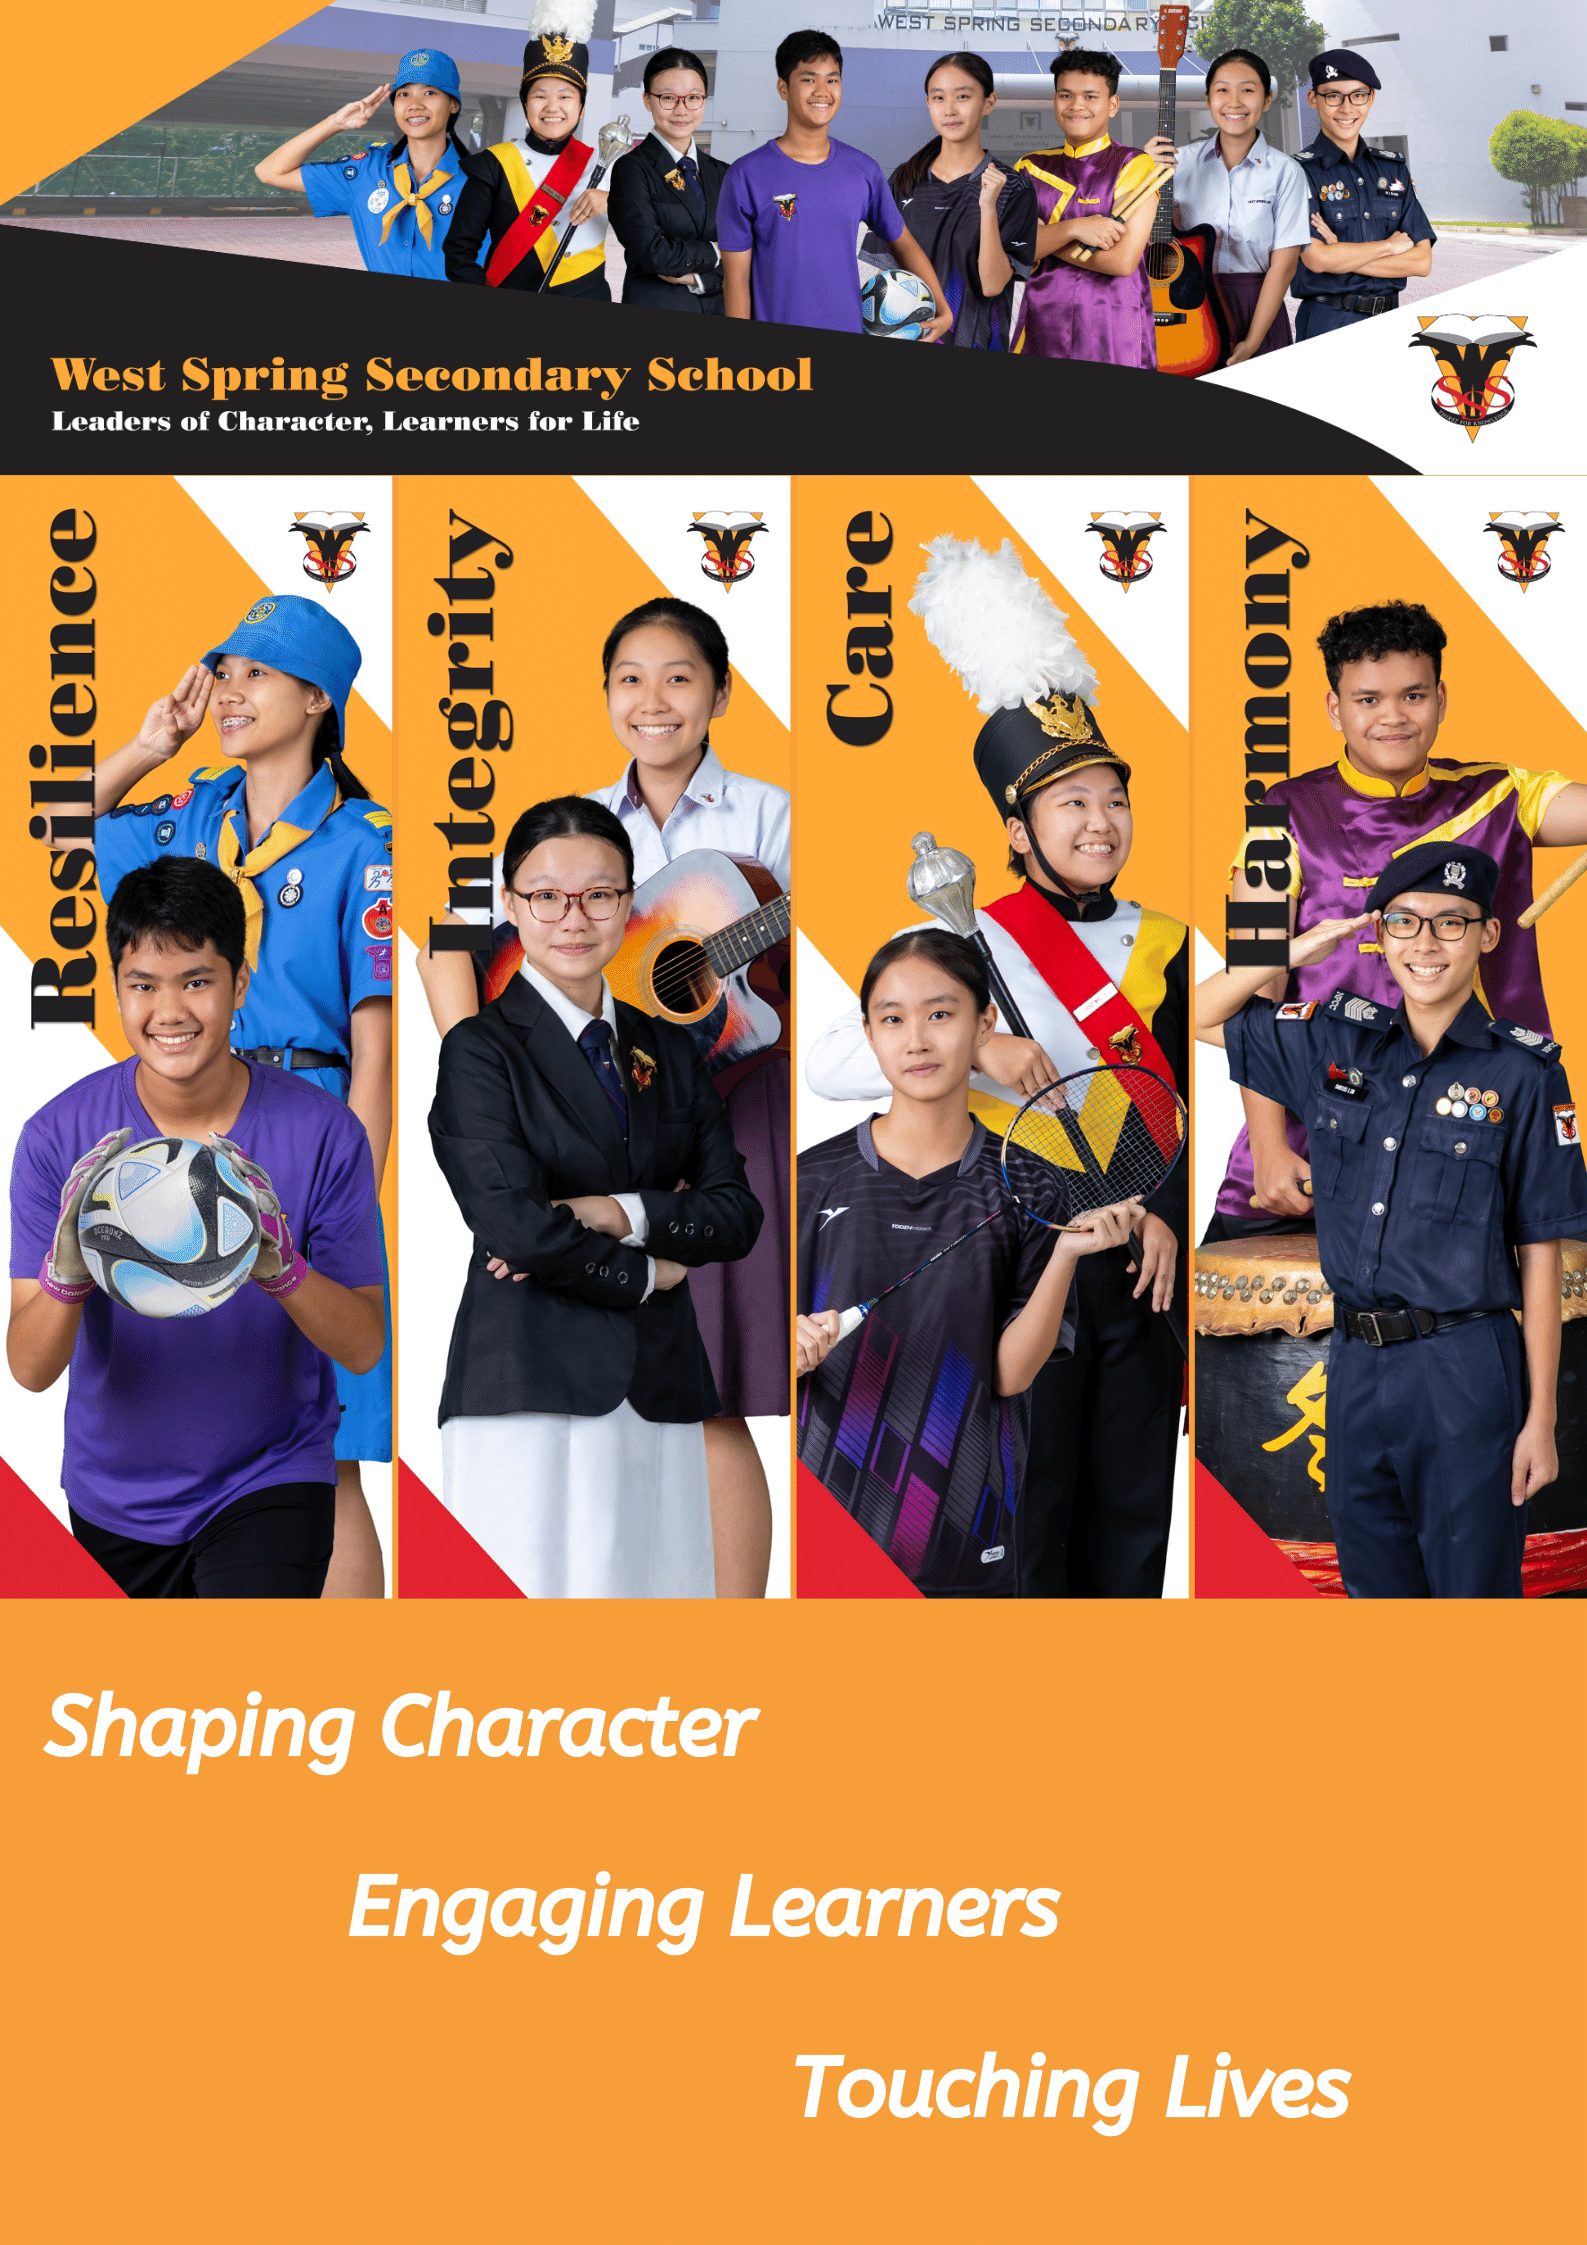 WEST SPRING SECONDARY
West Spring Secondary School
Leaders of Character, Learners for Life
Resilience
Integrity
Care
Harmony
Shaping Character
Engaging Learners
Touching Lives